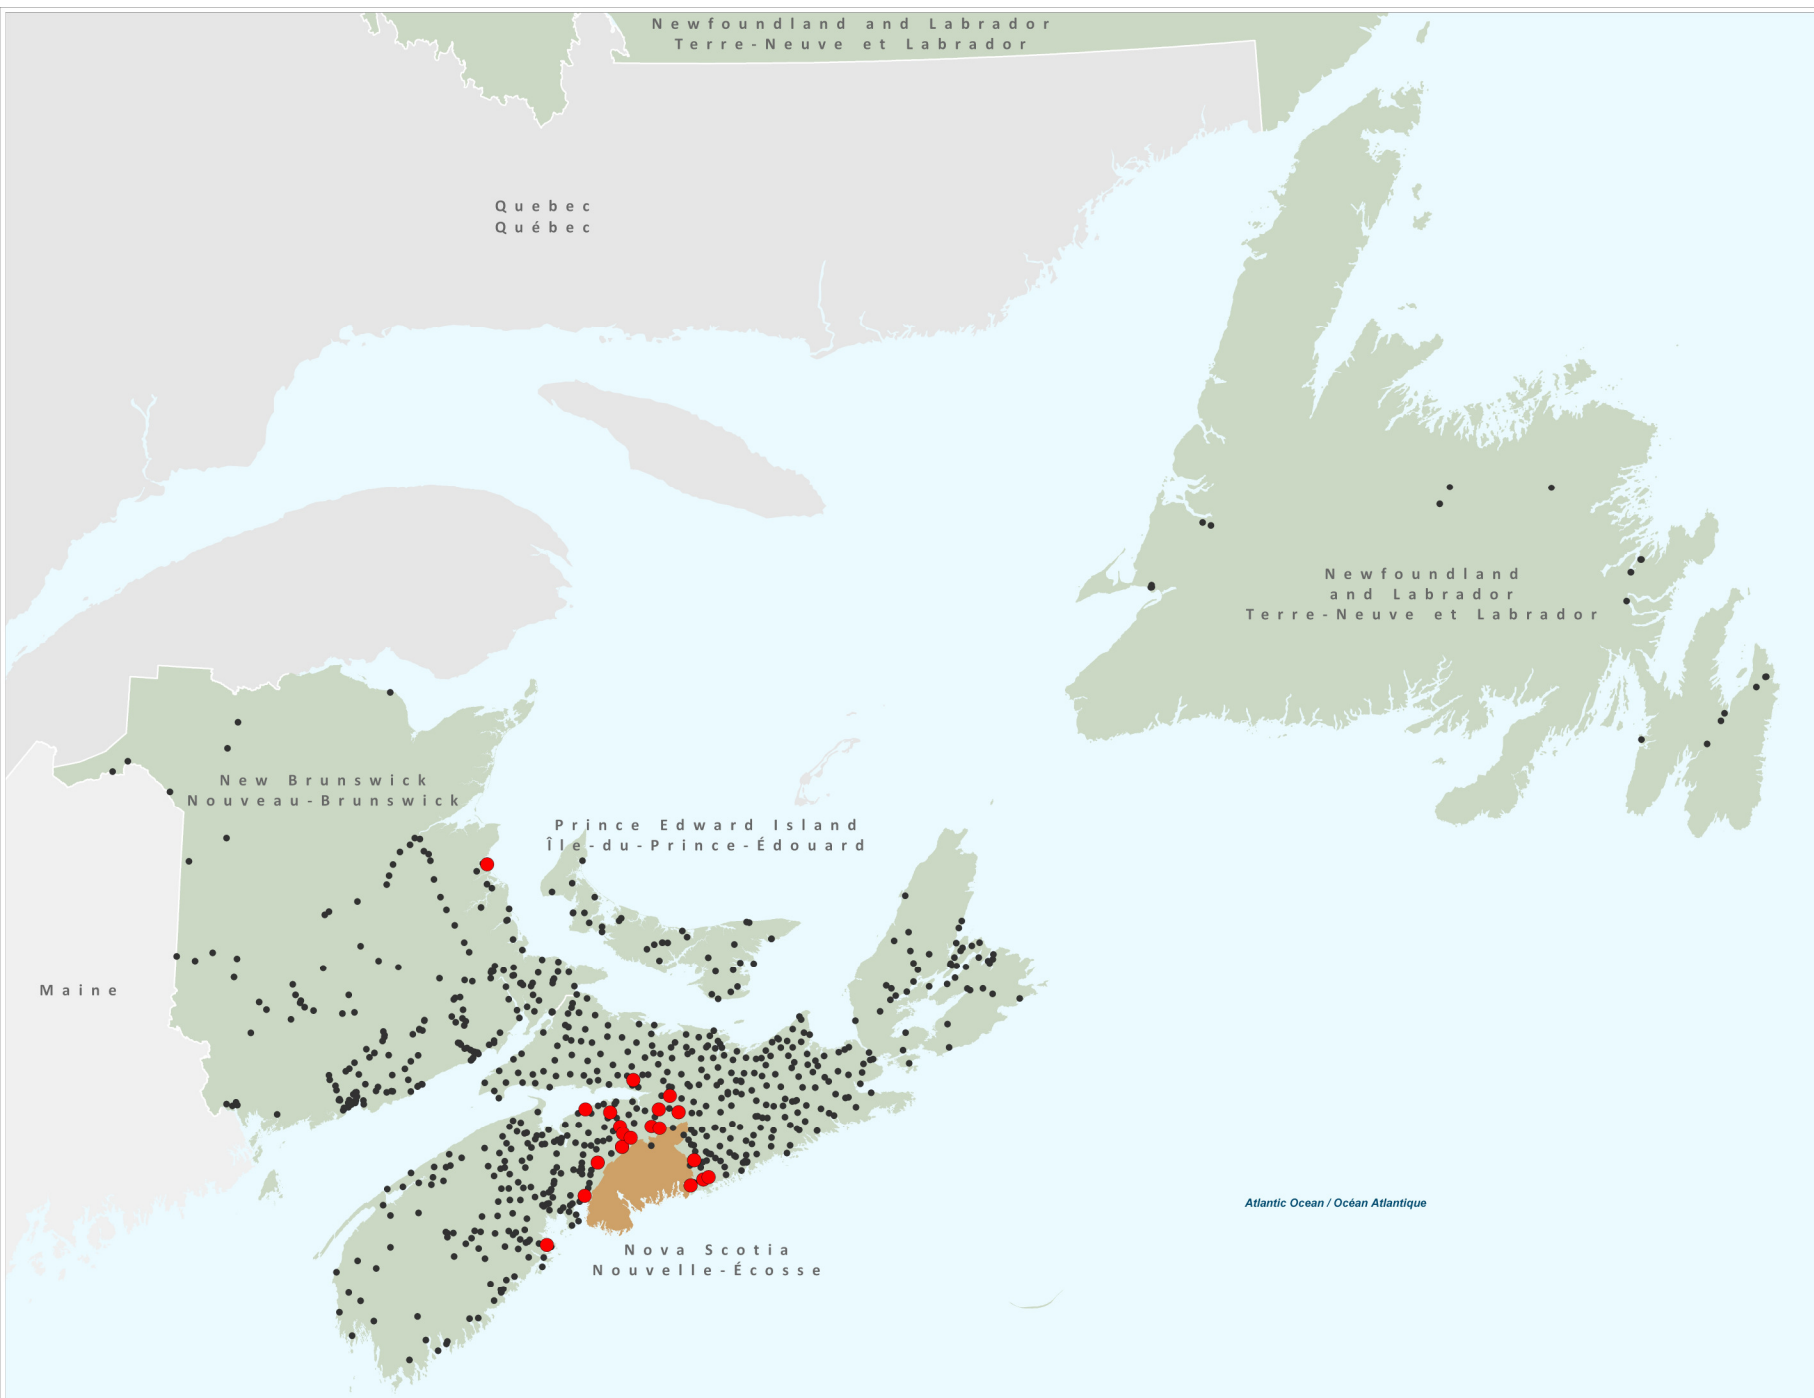 Newfoundland and Labrador
Terre-Neuve et Labrador
Quebec
Québec
Newfoundland
and Labrador
Terre-Neuve et Labrador
New Brunswick
Nouveau-Brunswick
Prince Edward Island
Île-du-Prince-Édouard
Maine
Atlantic Ocean / Océan Atlantique
Nova Scotia
Nouvelle-Écosse